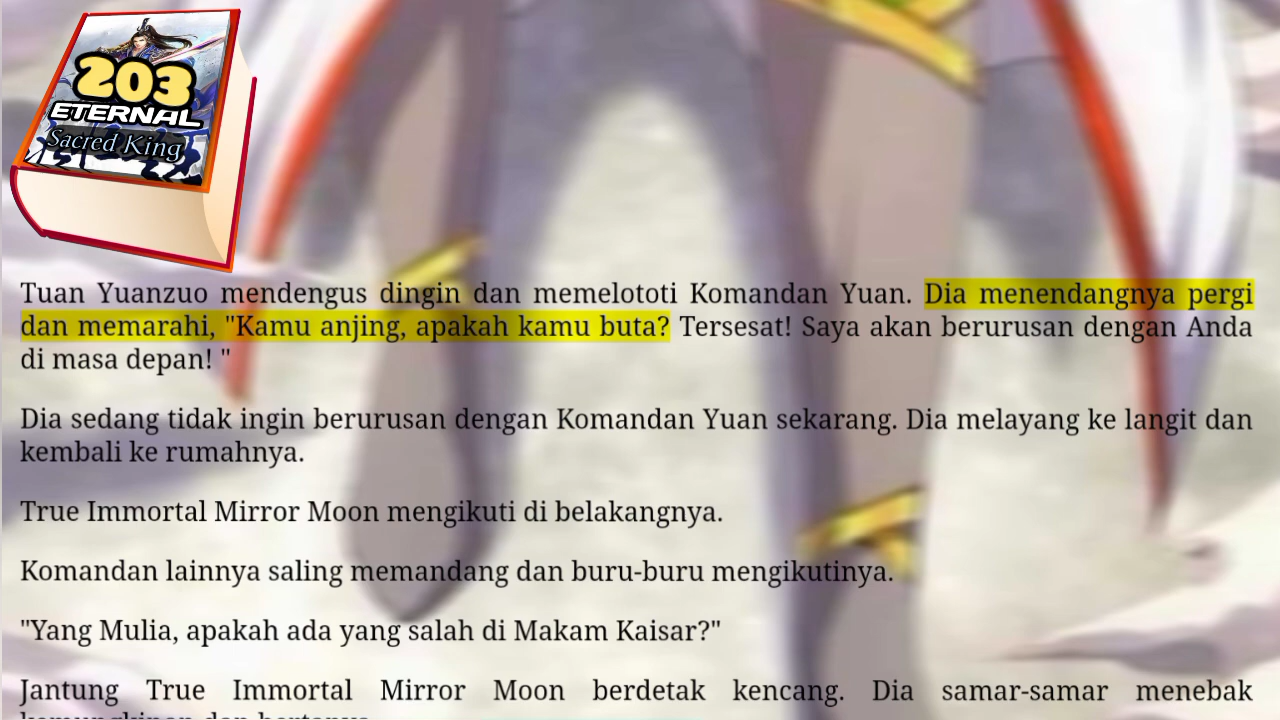 203
ETERNAL
Sacred King
Tuan Yuanzuo mendengus dingin dan memelototi Komandan Yuan. Dia menendangnya pergi
dan memarahi, "Kamu anjing, apakah kamu buta? Tersesat! Saya akan berurusan dengan Anda
di masa depan! "
Dia sedang tidak ingin berurusan dengan Komandan Yuan sekarang. Dia melayang ke langit dan
kembali ke rumahnya.
True Immortal Mirror Moon mengikuti di belakangnya.
Komandan lainnya saling memandang dan buru-buru mengikutinya.
"Yang Mulia, apakah ada yang salah di Makam Kaisar?"
Jantung True Immortal Mirror Moon berdetak kencang. Dia samar-samar menebak